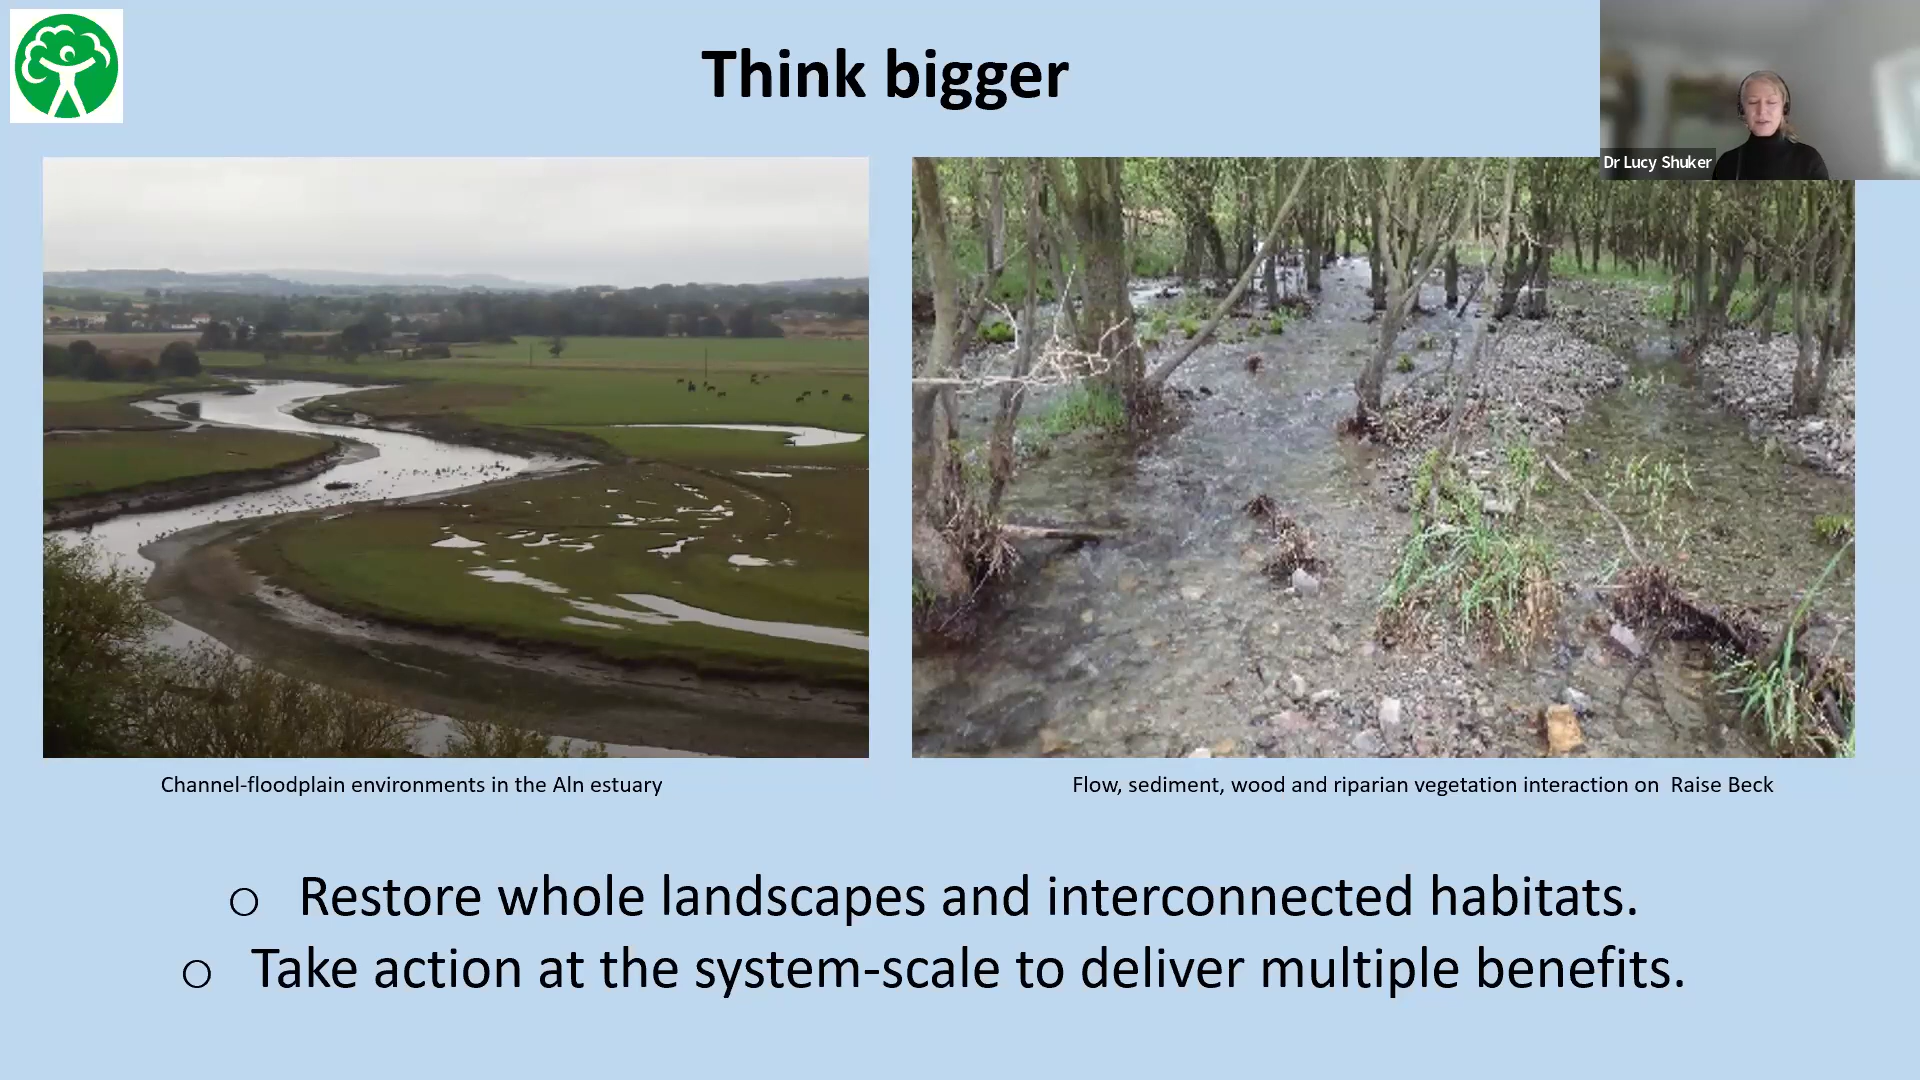 Think bigger
Dr Lucy Shuker
Channel-floodplain environments in the Aln estuary
Flow, sediment, wood and riparian vegetation interaction on Raise Beck
o Restore whole landscapes and interconnected habitats.
o Take action at the system-scale to deliver multiple benefits.